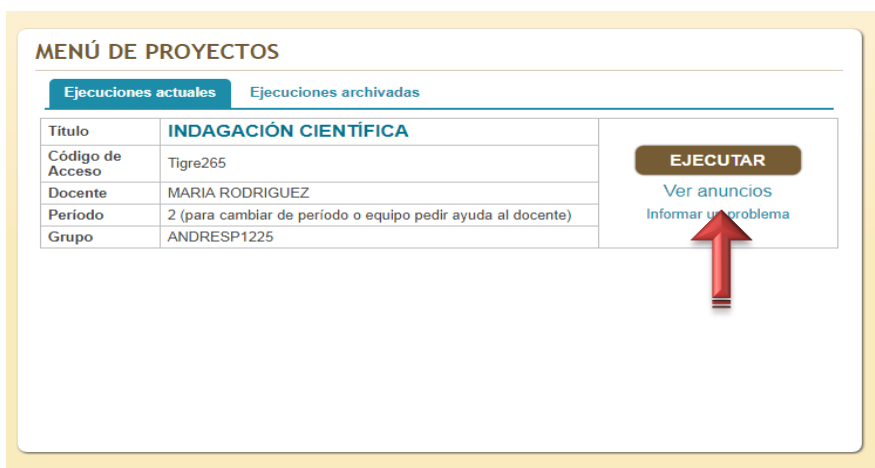 MENÚ DE PROYECTOS
Ejecuciones actuales
Ejecuciones archivadas
Título
INDAGACIÓN CIENTÍFICA
Código de
Acceso
Tigre265
Docente
MARIA RODRIGUEZ
Período
2 (para cambiar de período o equipo pedir ayuda al docente)
Grupo
ANDRESP1225
EJECUTAR
Ver anuncios
Informar un problema